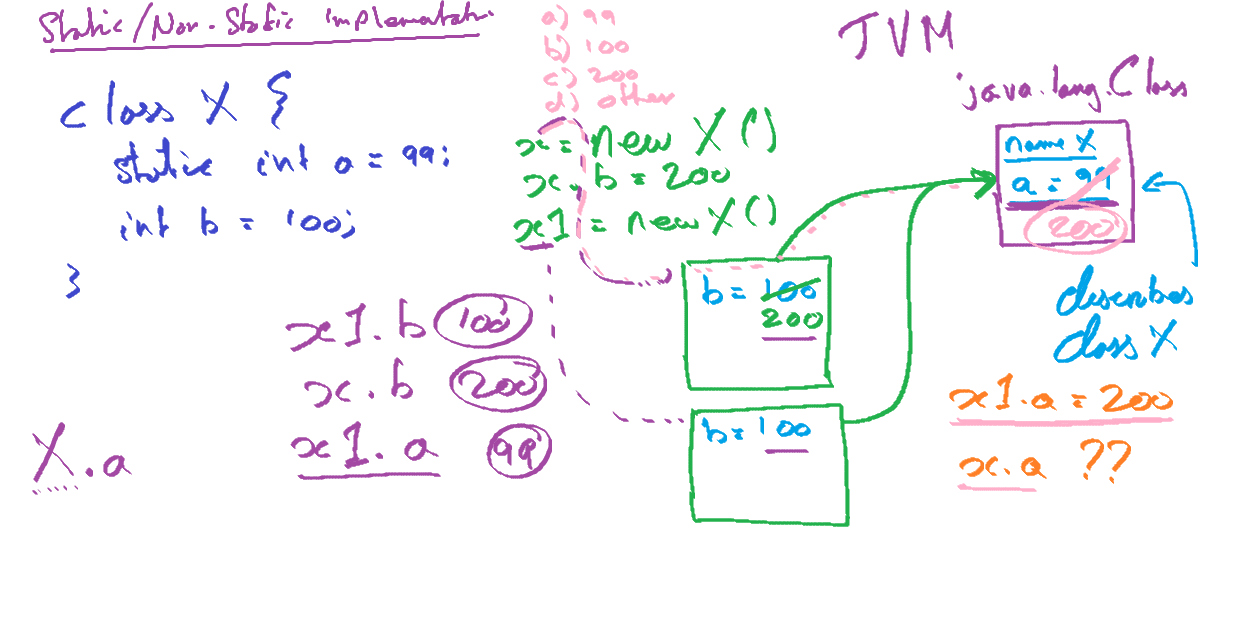 Static/Non-Static implementation
a) 99
b) 100
c) 200
d) other
JVM
java.lang.Class
class X {
static int a = 99;
int b = 100;
}
x = new X()
x.b = 200
x1 = new X()
name X
a = 99
200
describes
class X
b = 100
200
b = 100
x1.b 100
x.b 200
x1.a 99
X.a
x1.a = 200
x.a ??